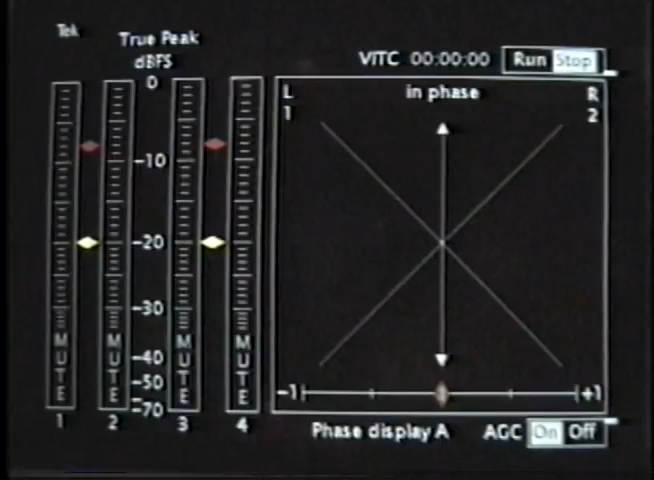 Tek
True Peak
dBFS
VITC 00:00:00 Run Stop
0
-10
-20
-30
-40
-50
-70
MUTE
MUTE
MUTE
MUTE
1 2 3 4
L in phase R
1 2
-1 +1
Phase display A AGC On Off